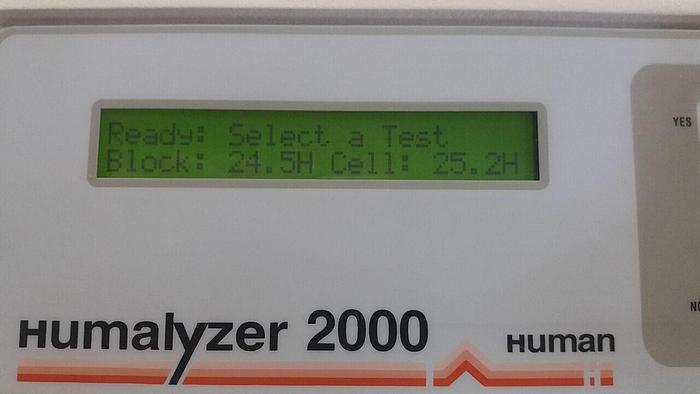 Ready: Select a Test
Block: 24.5H Cell: 25.2H
YES
Humalyzer 2000
Human